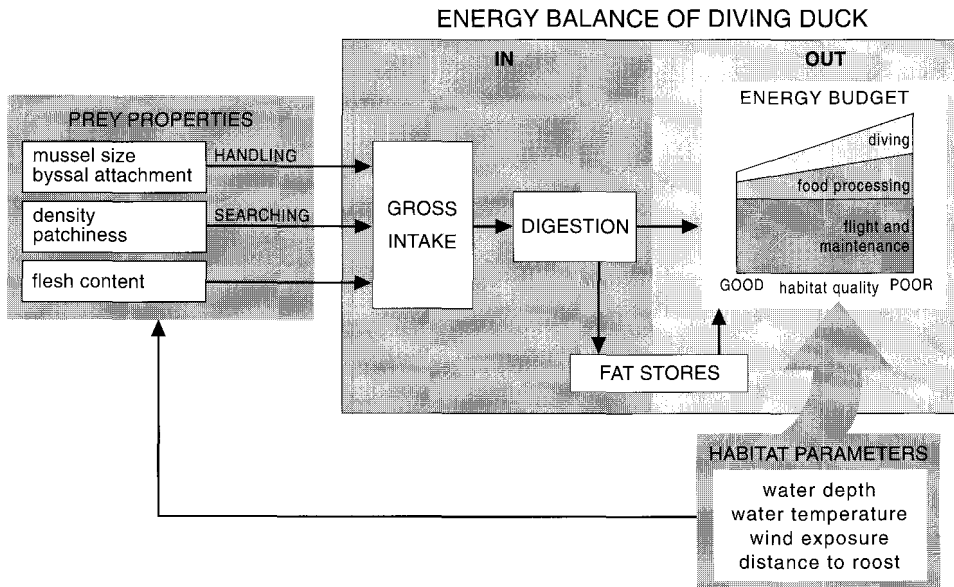 ENERGY BALANCE OF DIVING DUCK
IN
OUT
PREY PROPERTIES
mussel size
byssal attachment
HANDLING
density
patchiness
SEARCHING
flesh content
GROSS
INTAKE
DIGESTION
FAT STORES
ENERGY BUDGET
diving
food processing
flight and
maintenance
GOOD habitat quality POOR
HABITAT PARAMETERS
water depth
water temperature
wind exposure
distance to roost